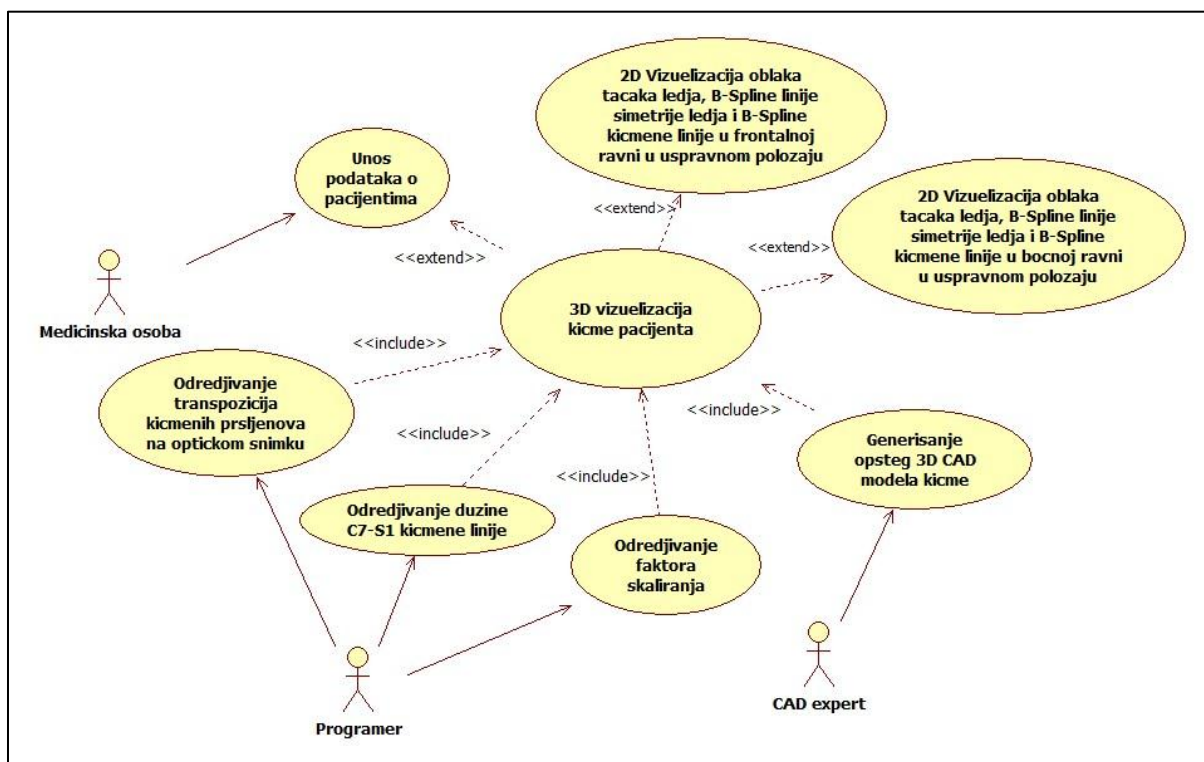 2D Vizuelizacija oblaka
tacaka ledja, B-Spline linije
simetrije ledja i B-Spline
kicmene linije u frontalnoj
ravni u uspravnom polozaju
Unos
podataka o
pacijentima
2D Vizuelizacija oblaka
tacaka ledja, B-Spline linije
simetrije ledja i B-Spline
kicmene linije u bocnoj ravni
u uspravnom polozaju
<<extend>>
<<extend>>
<<extend>>
3D vizuelizacija
kicme pacijenta
Medicinska osoba
<<include>>
Odredjivanje
transpozicija
kicmenih prsljenova
na optickom snimku
<<include>>
<<include>>
Generisanje
opsteg 3D CAD
modela kicme
<<include>>
Odredjivanje duzine
C7-S1 kicmene linije
Odredjivanje
faktora
skaliranja
Programer
CAD expert